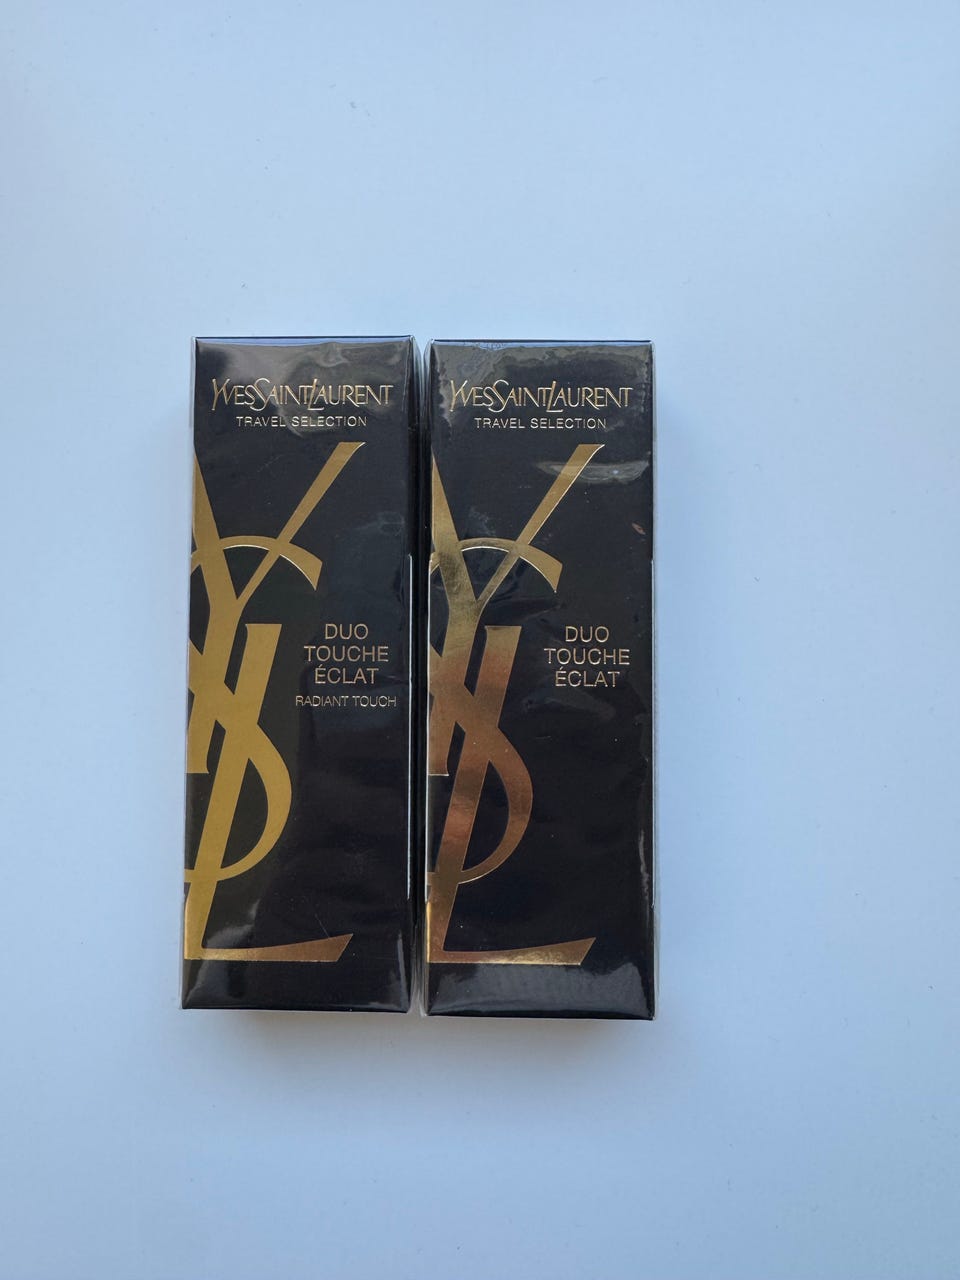 YVESSAINTLAURENT
TRAVEL SELECTION
YSL
DUO
TOUCHE
ÉCLAT
RADIANT TOUCH
YVESSAINTLAURENT
TRAVEL SELECTION
YSL
DUO
TOUCHE
ÉCLAT